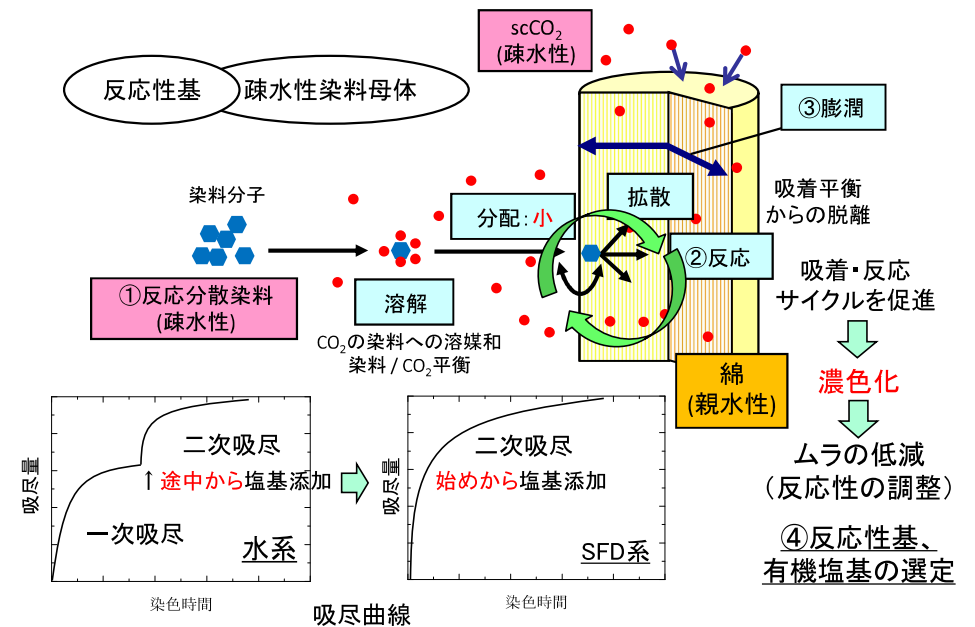 scCO2
(疎水性)
反応性基
疎水性染料母体
③膨潤
染料分子
分配：小
拡散
吸着平衡
からの脱離
②反応
①反応分散染料
(疎水性)
溶解
CO2の染料への溶媒和
染料 / CO2平衡
吸着・反応
サイクルを促進
綿
(親水性)
濃色化
ムラの低減
（反応性の調整）
④反応性基、
有機塩基の選定
吸尽量
二次吸尽
↑ 途中から塩基添加
一次吸尽
水系
染色時間
吸尽量
二次吸尽
始めから塩基添加
SFD系
染色時間
吸尽曲線